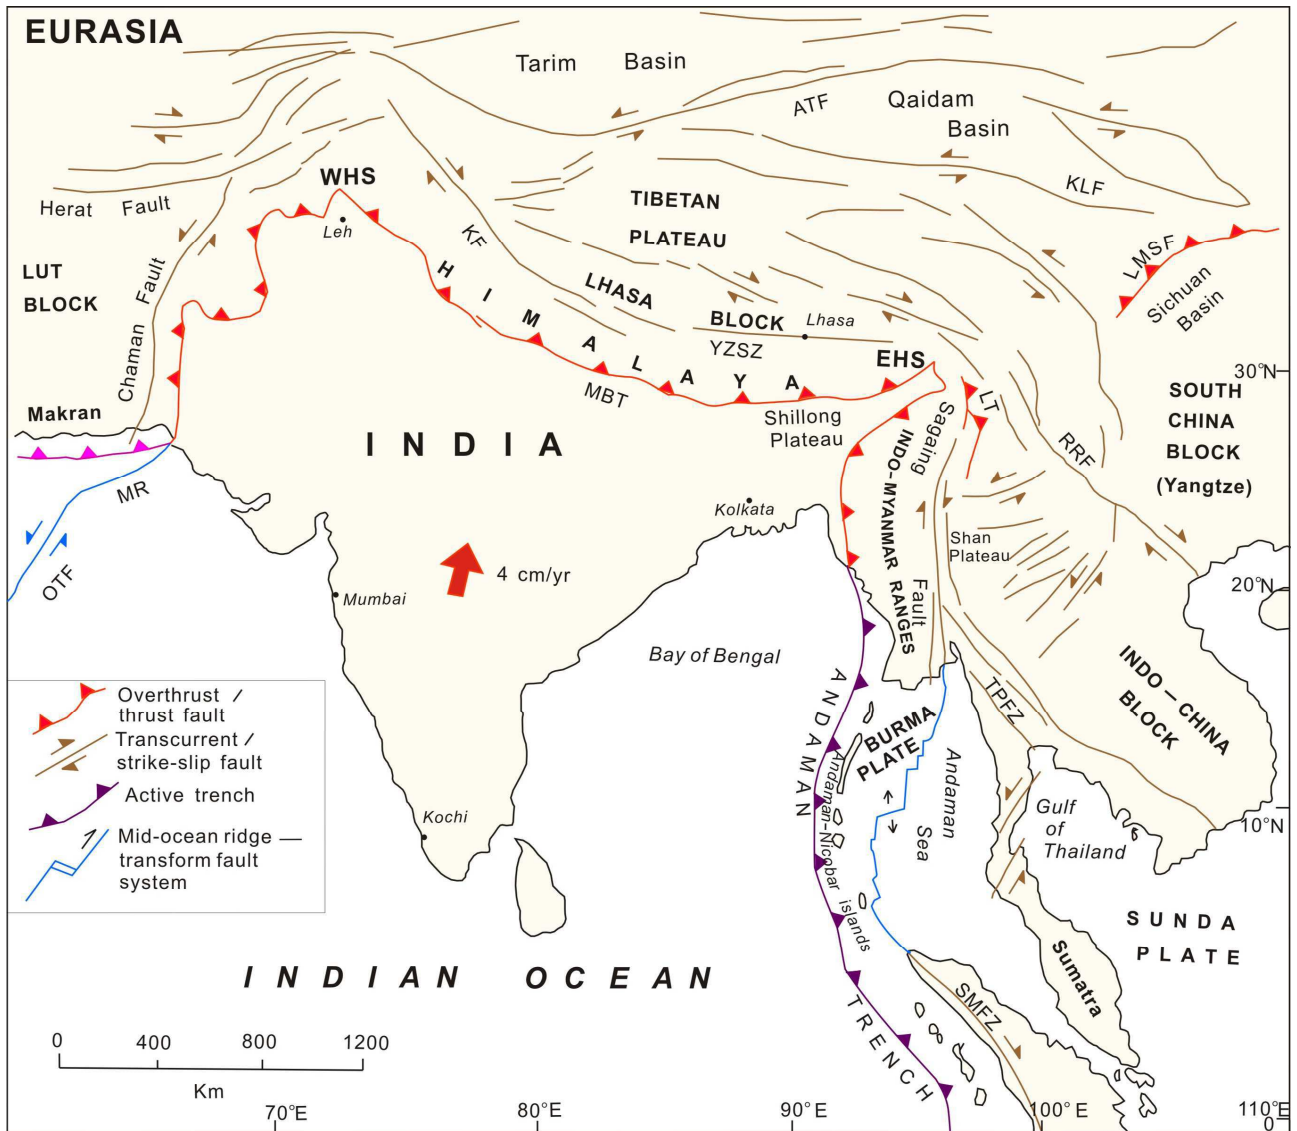 EURASIA
Tarim Basin
ATF
Qaidam
Basin
WHS
Herat Fault
Leh
KF
TIBETAN
PLATEAU
KLF
LUT
BLOCK
Chaman Fault
HIMALAYA
LHASA
BLOCK
Lhasa
YZSZ
LMSF
Sichuan
Basin
EHS
MBT
30°N
Makran
INDIA
Shillong
Plateau
Sagaing
Fault
LT
RRF
SOUTH
CHINA
BLOCK
(Yangtze)
INDO-MYANMAR RANGES
MR
OTF
Kolkata
Shan
Plateau
4 cm/yr
Mumbai
20°N
Bay of Bengal
INDO-CHINA
BLOCK
TPFZ
ANDAMAN
TRENCH
BURMA
PLATE
Andaman
Sea
Andaman-Nicobar islands
Gulf
of
Thailand
10°N
Kochi
Overthrust /
thrust fault
Transcurrent /
strike-slip fault
Active trench
Mid-ocean ridge —
transform fault
system
SUNDA
PLATE
Sumatra
SMFZ
INDIAN OCEAN
0 400 800 1200
Km
70°E 80°E 90°E 100°E 110°E
0°